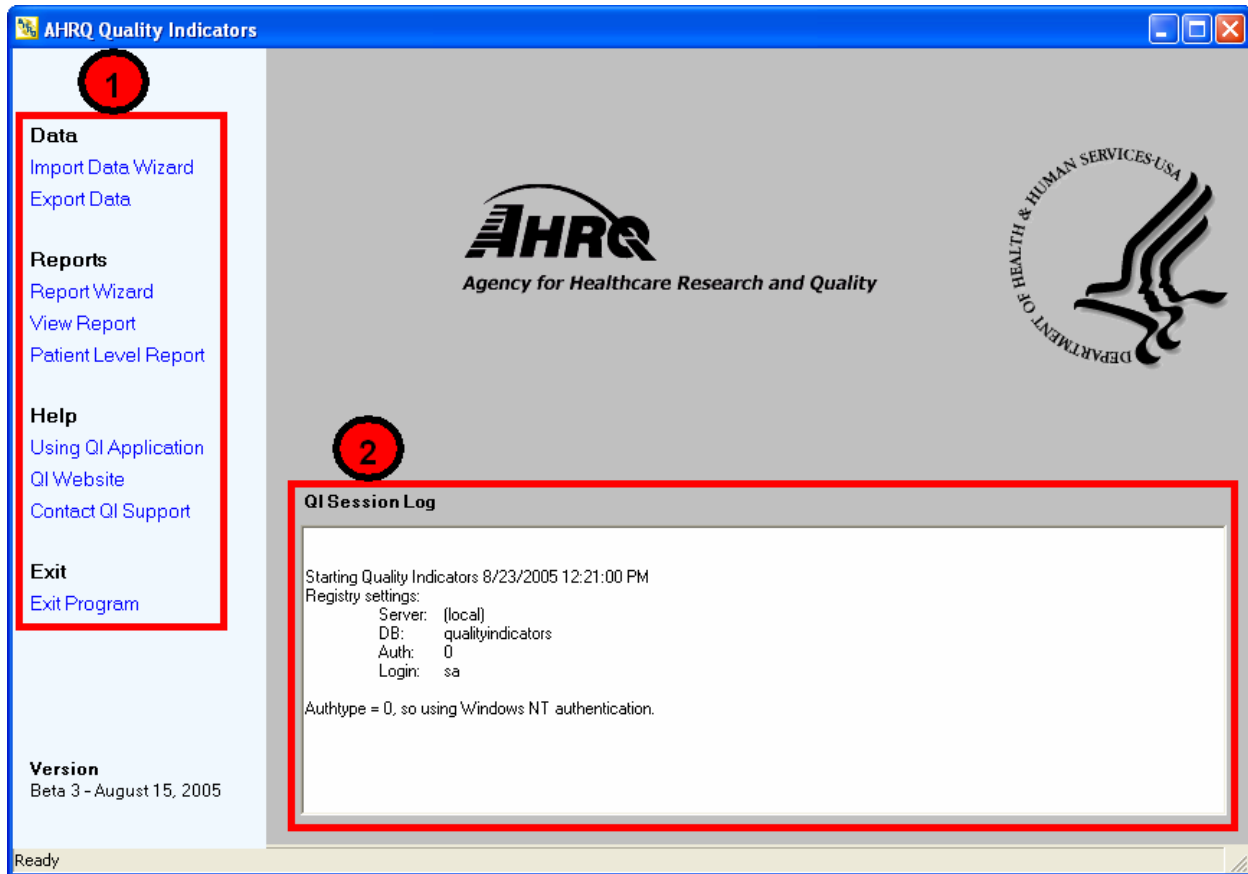 AHRQ Quality Indicators
1
Data
Import Data Wizard
Export Data
Reports
Report Wizard
View Report
Patient Level Report
Help
Using QI Application
QI Website
Contact QI Support
Exit
Exit Program
Version
Beta 3 - August 15, 2005
AHRQ
Agency for Healthcare Research and Quality
DEPARTMENT OF HEALTH & HUMAN SERVICES·USA
2
QI Session Log
Starting Quality Indicators 8/23/2005 12:21:00 PM
Registry settings:
Server: (local)
DB: qualityindicators
Auth: 0
Login: sa
Authtype = 0, so using Windows NT authentication.
Ready